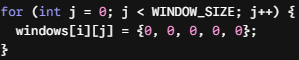 for (int j = 0; j < WINDOW_SIZE; j++) {
  windows[i][j] = {0, 0, 0, 0, 0};
}